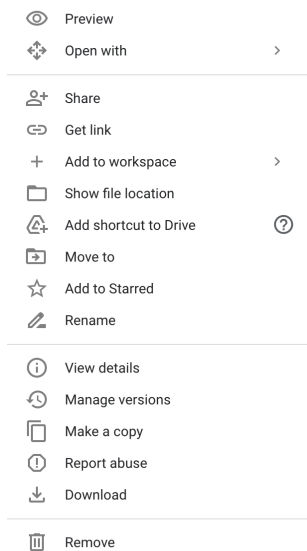 Preview
Open with
Share
Get link
Add to workspace
Show file location
Add shortcut to Drive
Move to
Add to Starred
Rename
View details
Manage versions
Make a copy
Report abuse
Download
Remove